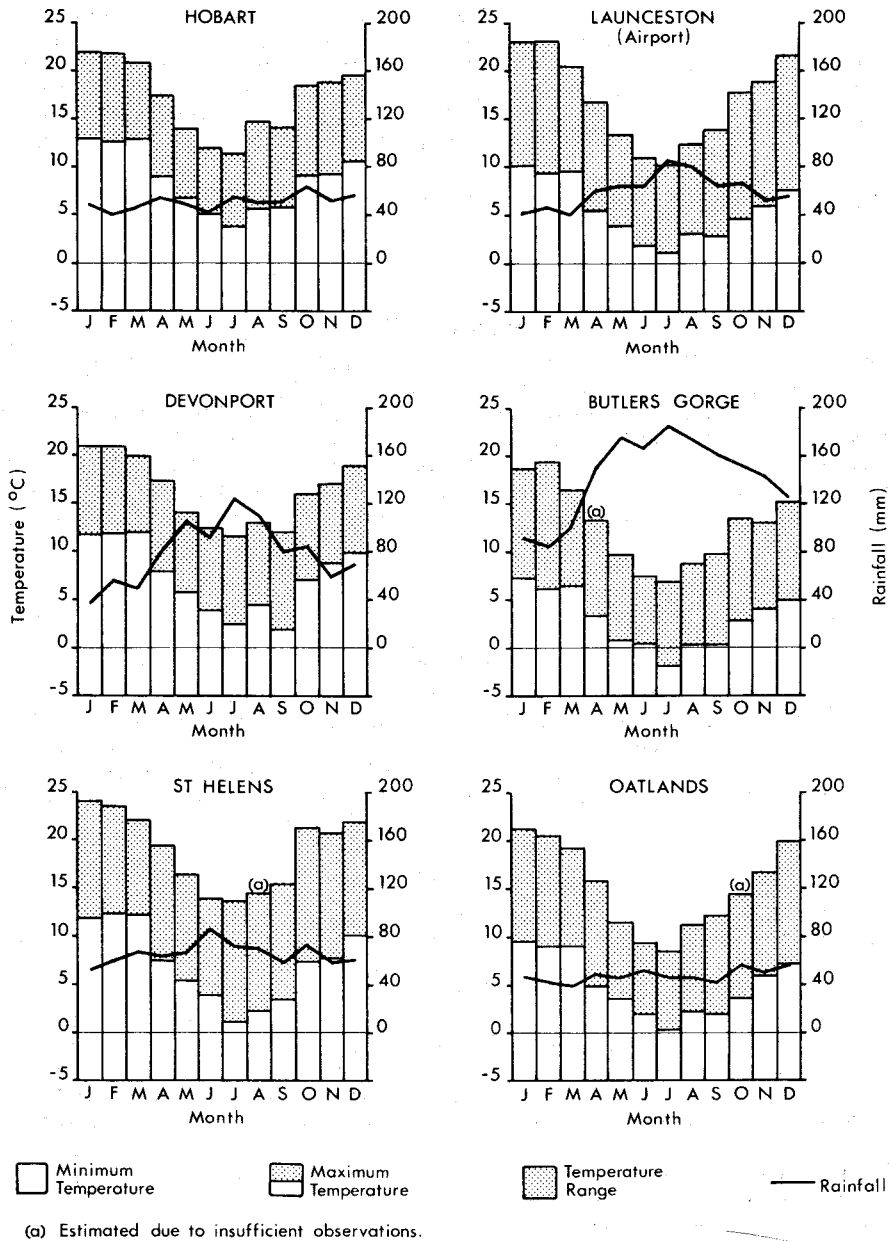 HOBART
25 20 15 10 5 0 -5
200 160 120 80 40 0
J F M A M J J A S O N D
Month
LAUNCESTON
(Airport)
25 20 15 10 5 0 -5
200 160 120 80 40 0
J F M A M J J A S O N D
Month
Temperature (°C)
DEVONPORT
25 20 15 10 5 0 -5
200 160 120 80 40 0
J F M A M J J A S O N D
Month
BUTLERS GORGE
25 20 15 10 5 0 -5
(a)
200 160 120 80 40 0
J F M A M J J A S O N D
Month
Rainfall (mm)
ST HELENS
25 20 15 10 5 0 -5
(a)
200 160 120 80 40 0
J F M A M J J A S O N D
Month
OATLANDS
25 20 15 10 5 0 -5
(a)
200 160 120 80 40 0
J F M A M J J A S O N D
Month
Minimum
Temperature
Maximum
Temperature
Temperature
Range
Rainfall
(a) Estimated due to insufficient observations.